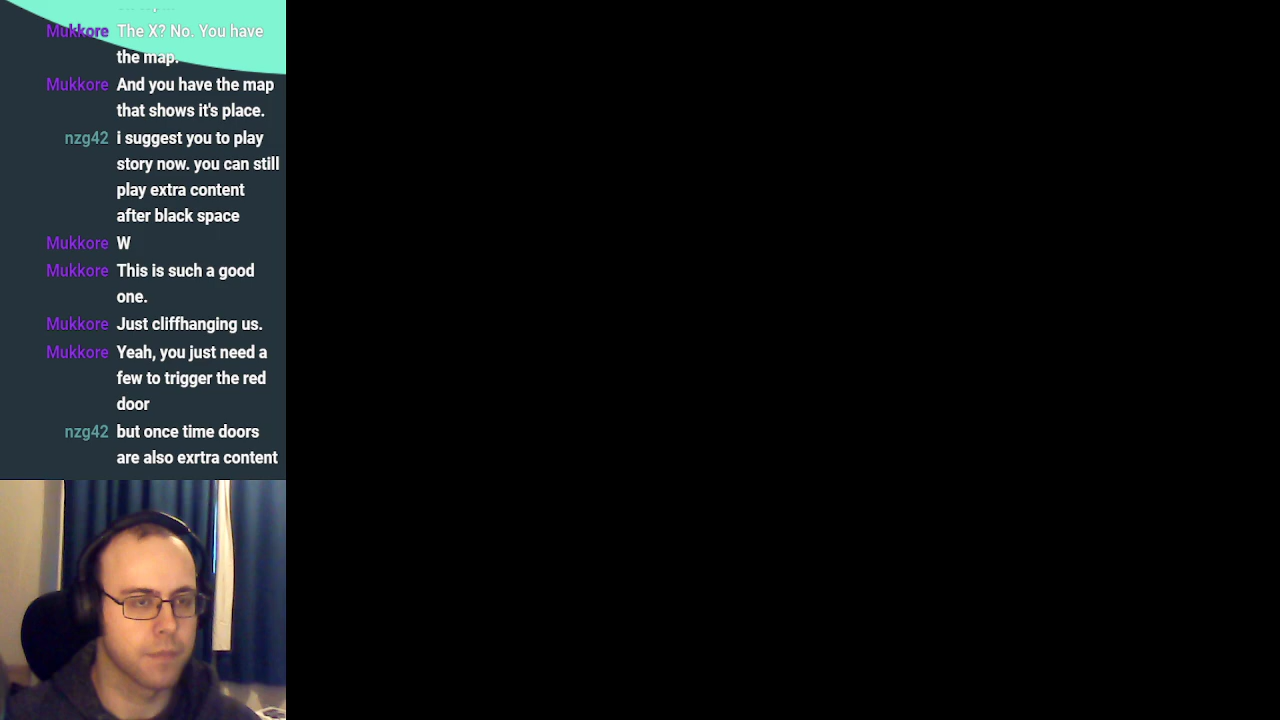 Mukkore The X? No. You have
the map.
Mukkore And you have the map
that shows it's place.
nzg42 i suggest you to play
story now. you can still
play extra content
after black space
Mukkore W
Mukkore This is such a good
one.
Mukkore Just cliffhanging us.
Mukkore Yeah, you just need a
few to trigger the red
door
nzg42 but once time doors
are also exrtra content